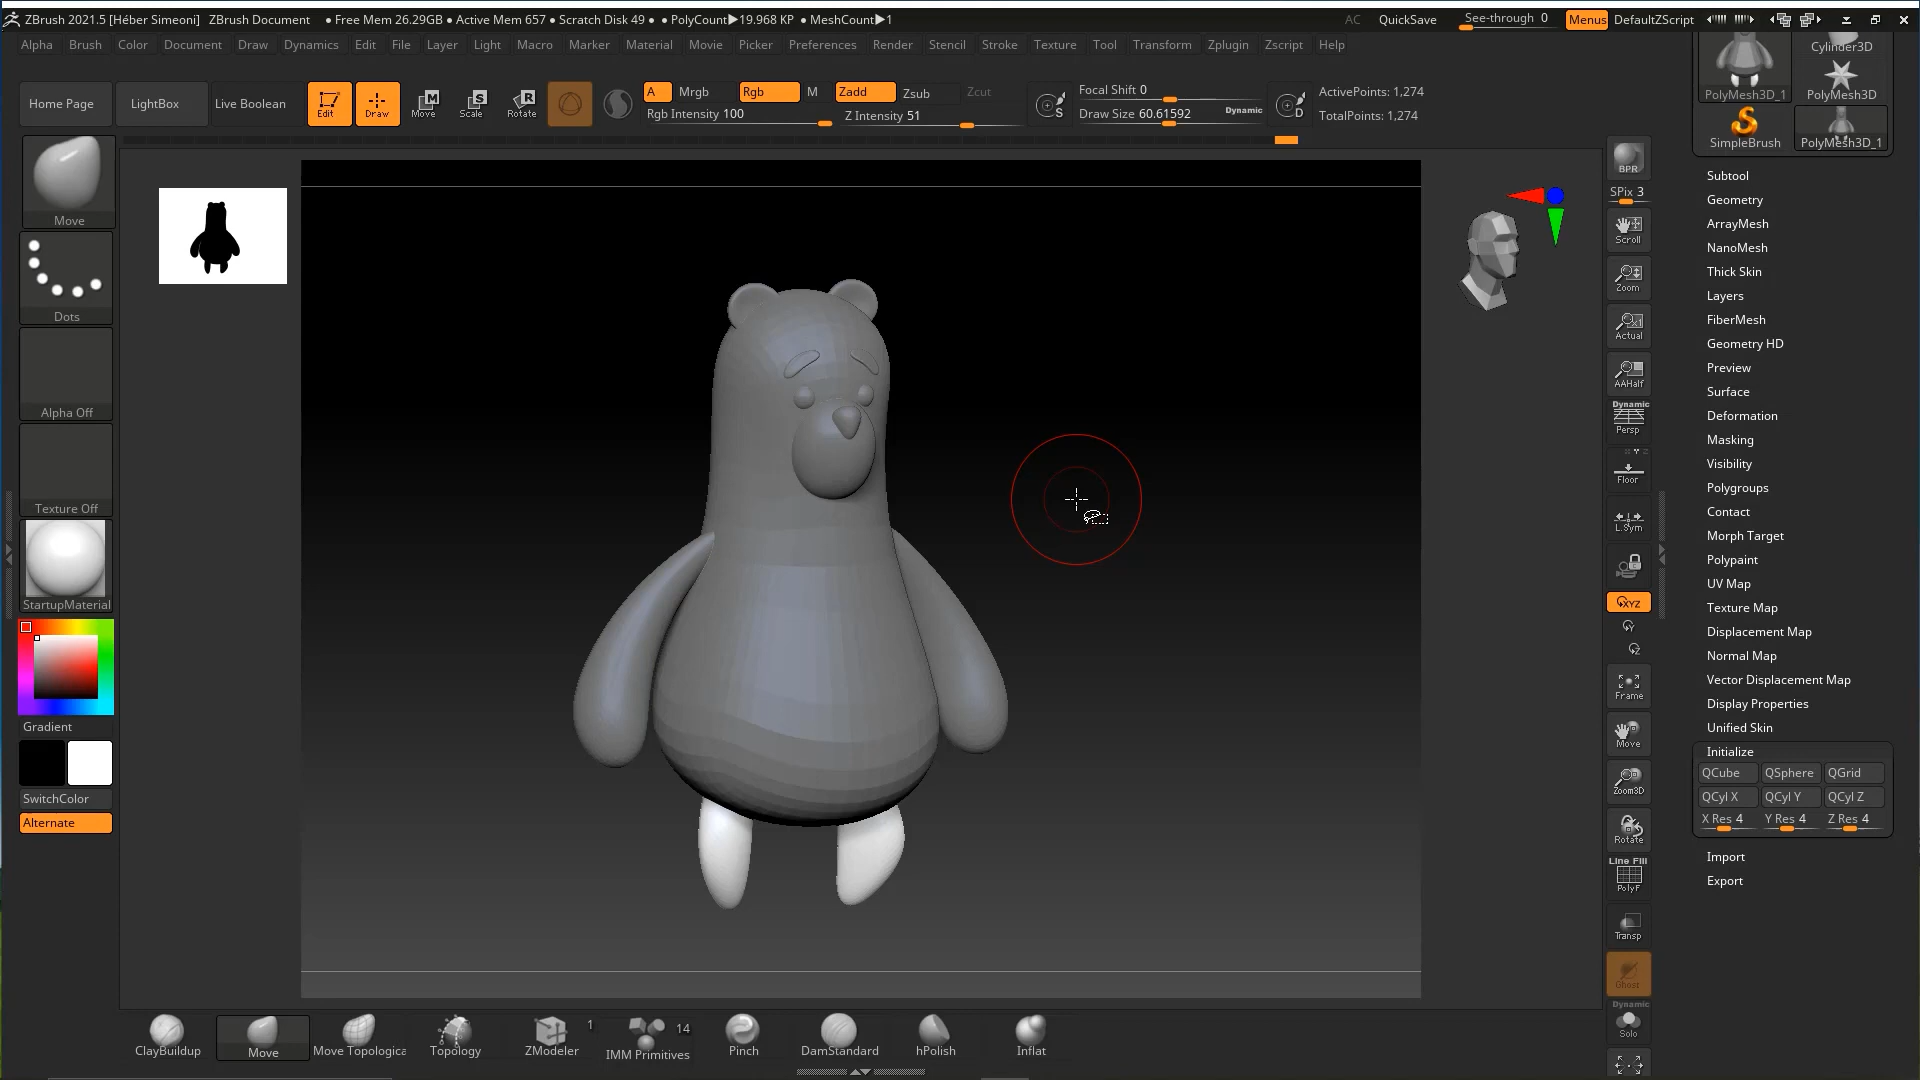 ZBrush 2021.5 [Héber Simeoni] ZBrush Document • Free Mem 26.29GB • Active Mem 657 • Scratch Disk 49 • • PolyCount▶19.968 KP • MeshCount▶1 AC QuickSave See-through 0 Menus DefaultZScript
Alpha Brush Color Document Draw Dynamics Edit File Layer Light Macro Marker Material Movie Picker Preferences Render Stencil Stroke Texture Tool Transform Zplugin Zscript Help
Home Page LightBox Live Boolean Edit Draw Move Scale Rotate
M S R
A Mrgb Rgb M Zadd Zsub Zcut
Rgb Intensity 100 Z Intensity 51
S Focal Shift 0
Draw Size 60.61592 Dynamic D
ActivePoints: 1,274
TotalPoints: 1,274
Move
Dots
Alpha Off
Texture Off
StartupMaterial
Gradient
SwitchColor
Alternate
BPR
SPix 3
Scroll
Zoom
Actual
AAHalf
Dynamic
Persp
Floor
L.Sym
XYZ
Y
Z
Frame
Move
Zoom3D
Rotate
Line Fill
PolyF
Transp
Ghost
Dynamic
Solo
Cylinder3D
PolyMesh3D_1 PolyMesh3D
SimpleBrush PolyMesh3D_1
Subtool
Geometry
ArrayMesh
NanoMesh
Thick Skin
Layers
FiberMesh
Geometry HD
Preview
Surface
Deformation
Masking
Visibility
Polygroups
Contact
Morph Target
Polypaint
UV Map
Texture Map
Displacement Map
Normal Map
Vector Displacement Map
Display Properties
Unified Skin
Initialize
QCube QSphere QGrid
QCyl X QCyl Y QCyl Z
X Res 4 Y Res 4 Z Res 4
Import
Export
1 14
ClayBuildup Move Move Topologica Topology ZModeler IMM Primitives Pinch DamStandard hPolish Inflat